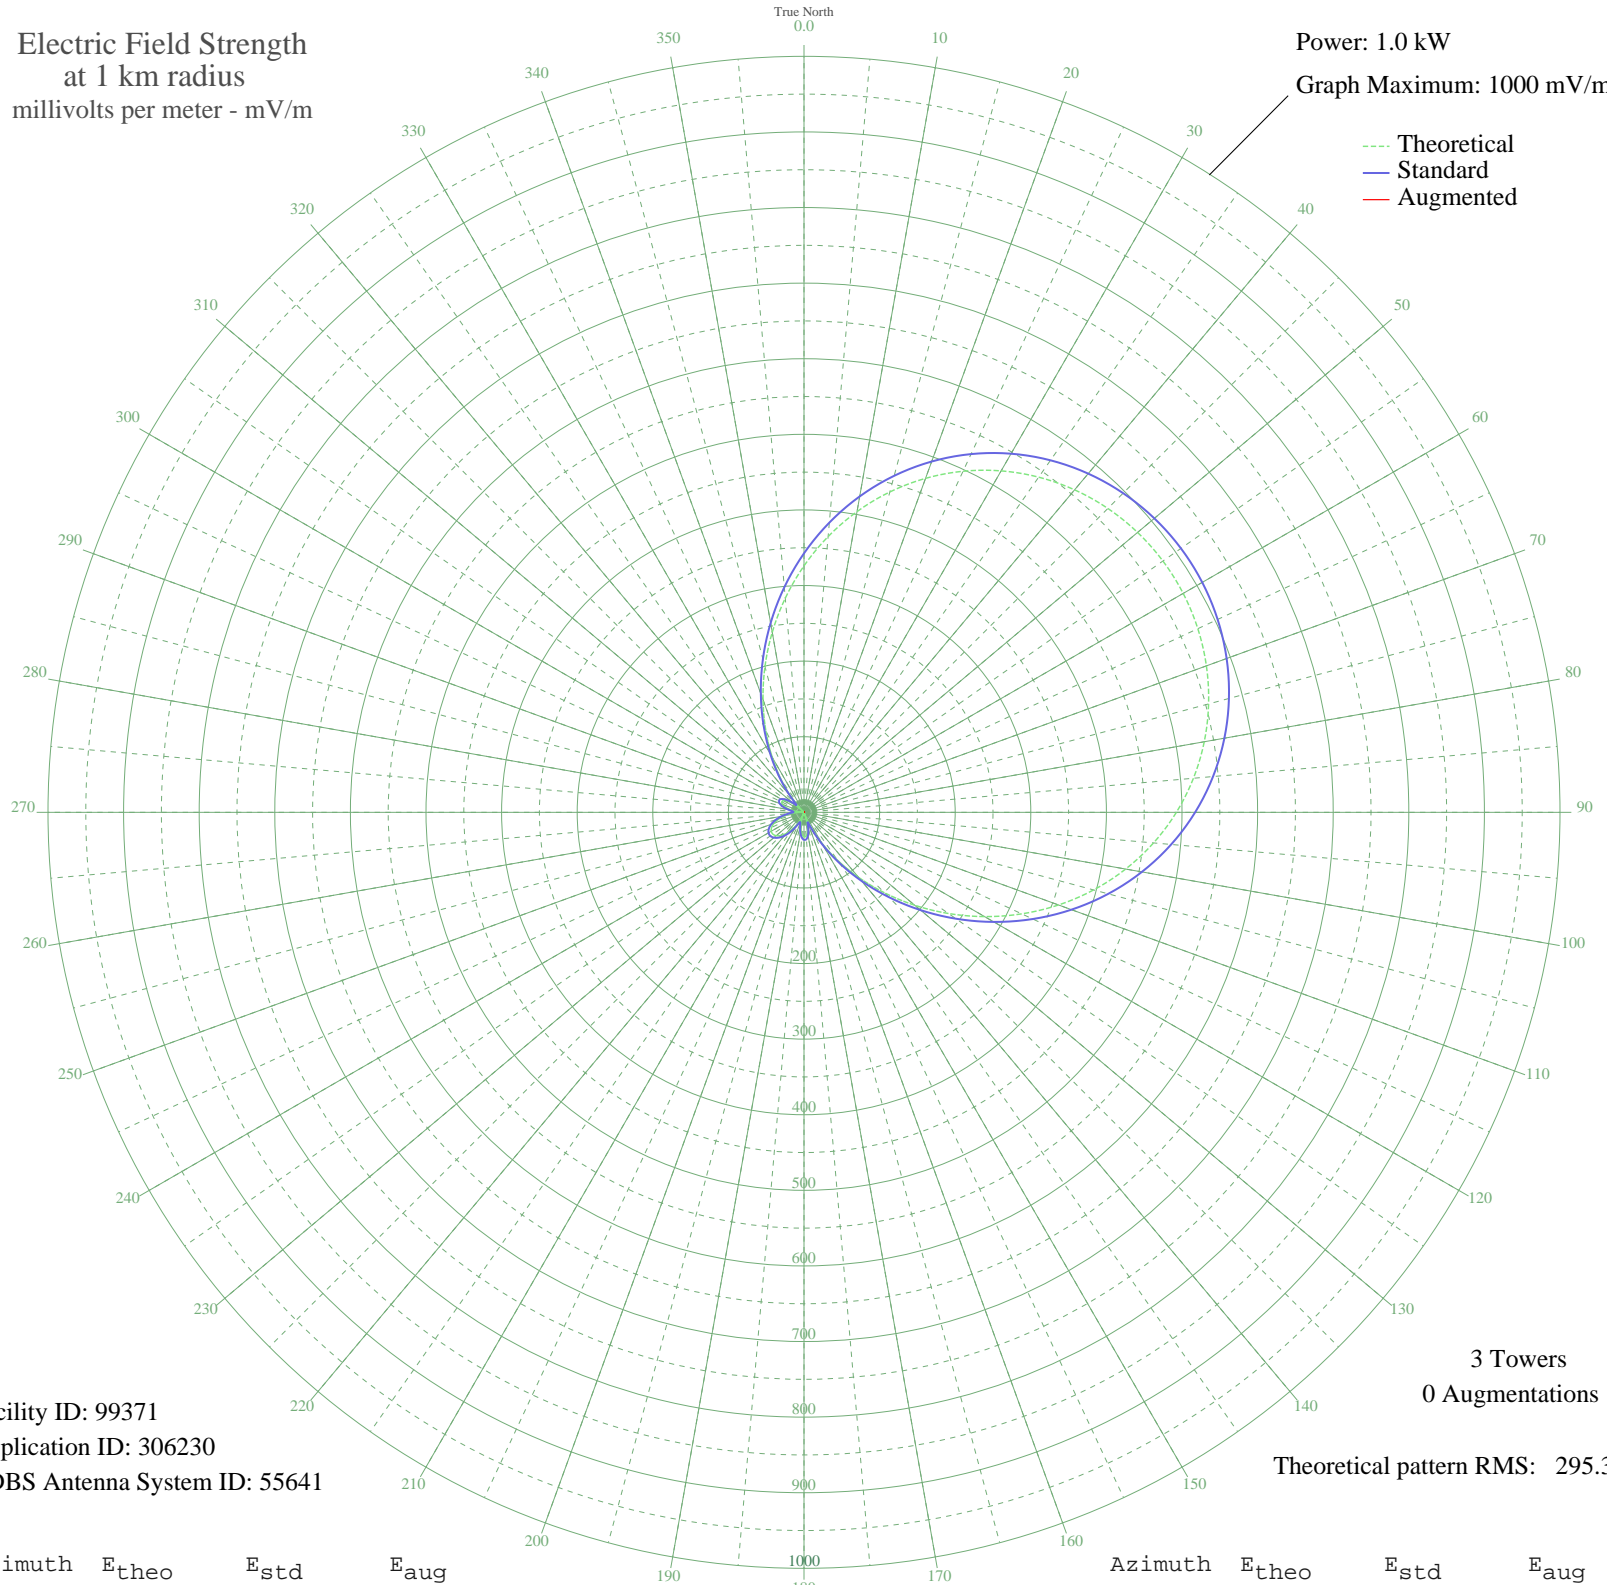 Electric Field Strength
at 1 km radius
millivolts per meter - mV/m
True North
0.0
Power: 1.0 kW
Graph Maximum: 1000 mV/m
Theoretical
Standard
Augmented
10
20
30
40
50
60
70
80
90
100
110
120
130
140
150
160
170
190
200
210
220
230
240
250
260
270
280
290
300
310
320
330
340
350
200
300
400
500
600
700
800
900
1000
3 Towers
0 Augmentations
Theoretical pattern RMS: 295.3
cility ID: 99371
plication ID: 306230
DBS Antenna System ID: 55641
imuth Etheo Estd Eaug
Azimuth Etheo Estd Eaug